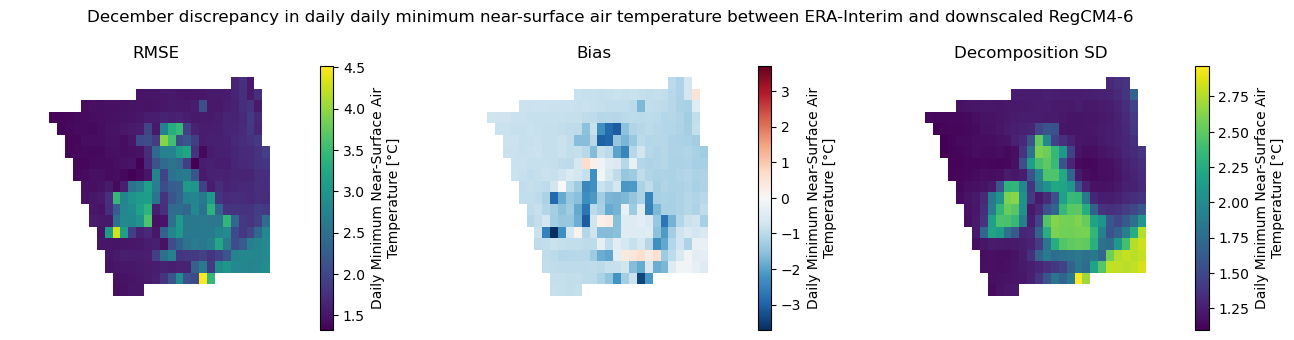 December discrepancy in daily daily minimum near-surface air temperature between ERA-Interim and downscaled RegCM4-6
RMSE
4.5
4.0
3.5
3.0
2.5
2.0
1.5
Daily Minimum Near-Surface Air
Temperature [°C]
Bias
3
2
1
0
−1
−2
−3
Daily Minimum Near-Surface Air
Temperature [°C]
Decomposition SD
2.75
2.50
2.25
2.00
1.75
1.50
1.25
Daily Minimum Near-Surface Air
Temperature [°C]